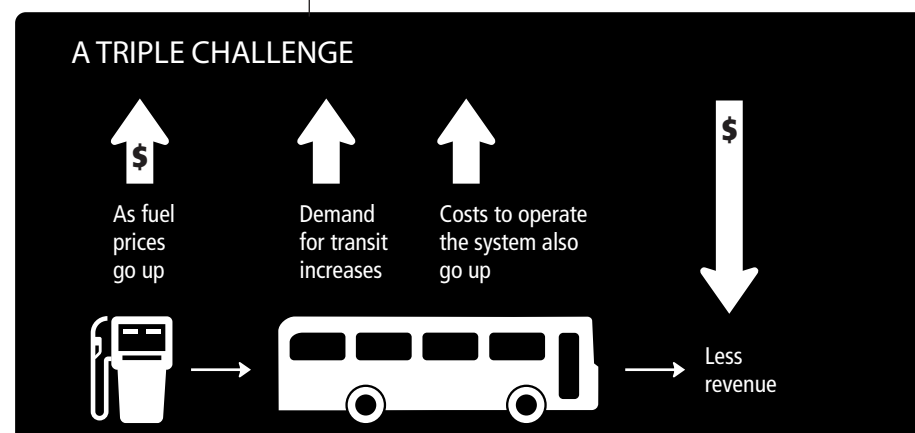 A TRIPLE CHALLENGE
$
$
As fuel
prices
go up
Demand
for transit
increases
Costs to operate
the system also
go up
Less
revenue